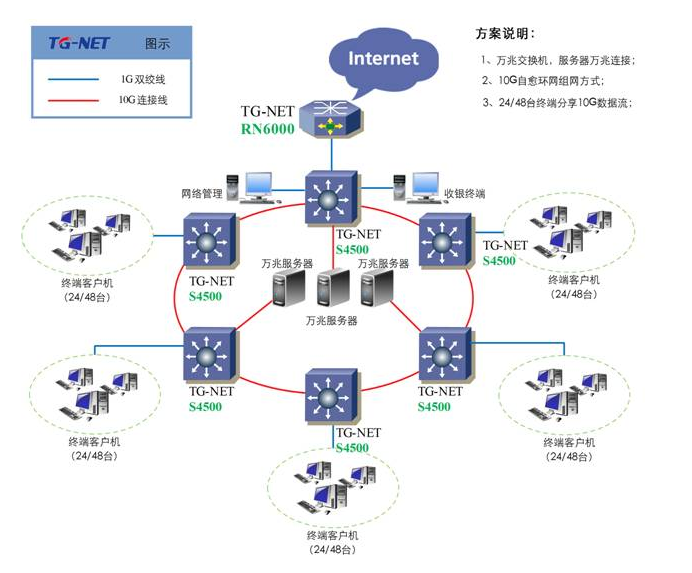 TG-NET 图示
1G双绞线
10G连接线
Internet
方案说明：
1、万兆交换机，服务器万兆连接；
2、10G自愈环网组网方式；
3、24/48台终端分享10G数据流；
TG-NET
RN6000
网络管理
收银终端
TG-NET
S4500
终端客户机
(24/48台)
TG-NET
S4500
TG-NET
S4500
终端客户机
(24/48台)
万兆服务器
万兆服务器
万兆服务器
TG-NET
S4500
TG-NET
S4500
终端客户机
(24/48台)
TG-NET
S4500
终端客户机
(24/48台)
终端客户机
(24/48台)